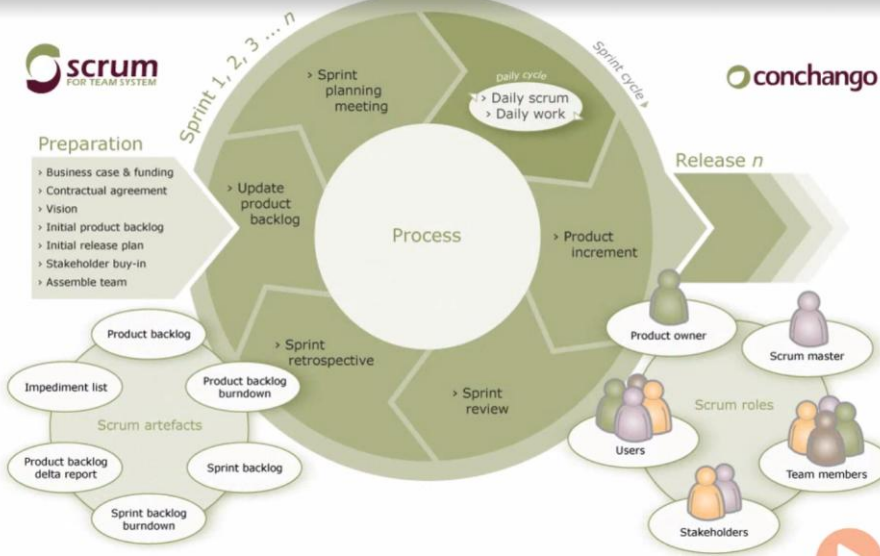 scrum
FOR TEAM SYSTEM
conchango
Sprint 1, 2, 3 ... n
Sprint cycle
Preparation
› Business case & funding
› Contractual agreement
› Vision
› Initial product backlog
› Initial release plan
› Stakeholder buy-in
› Assemble team
› Sprint
planning
meeting
Daily cycle
› Daily scrum
› Daily work
› Update
product
backlog
Process
› Product
increment
› Sprint
retrospective
› Sprint
review
Release n
Product backlog
Impediment list
Product backlog
burndown
Scrum artefacts
Product backlog
delta report
Sprint backlog
Sprint backlog
burndown
Product owner
Scrum master
Scrum roles
Users
Team members
Stakeholders